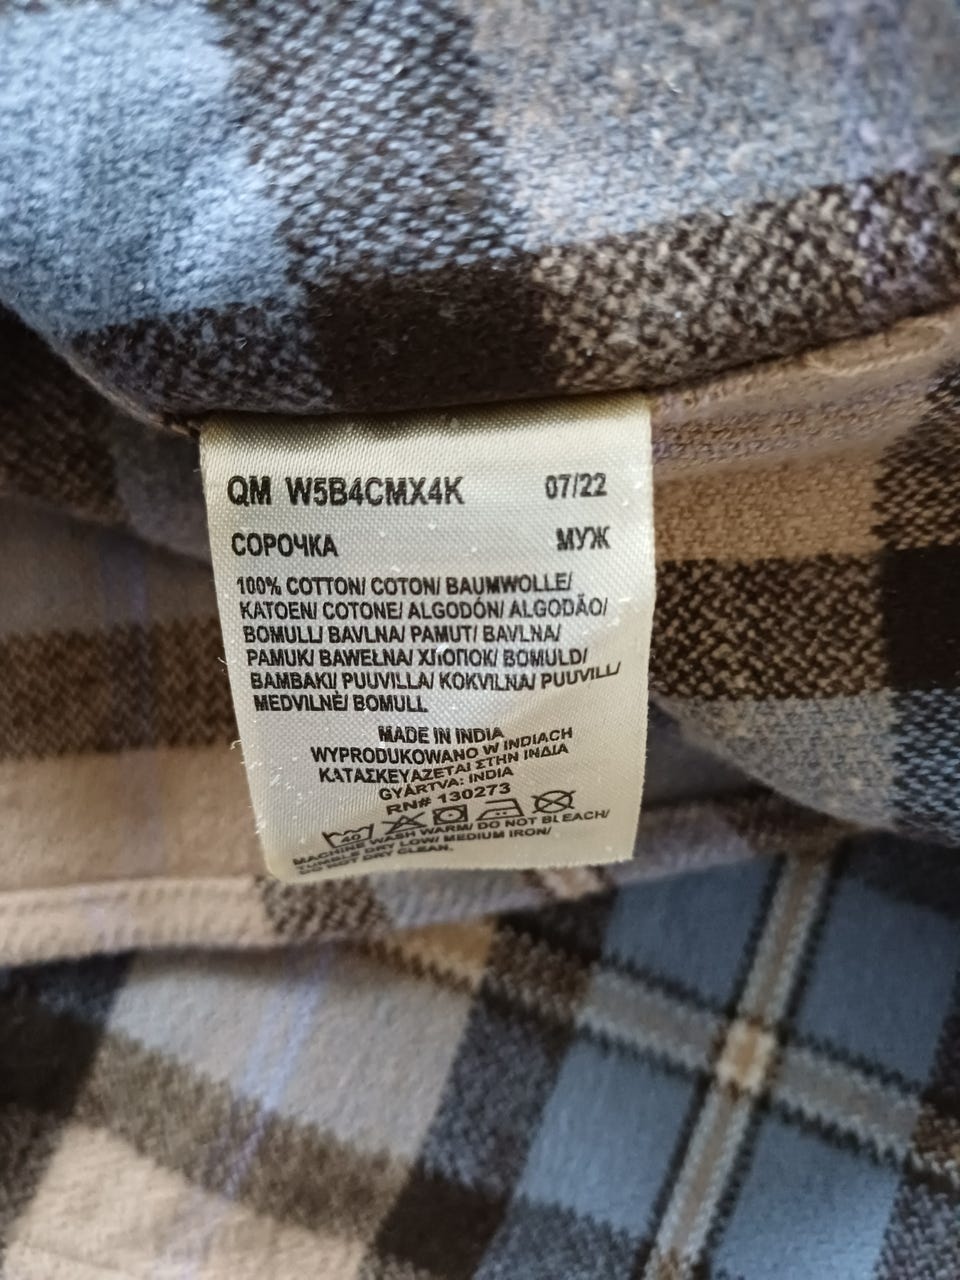 QM W5B4CMX4K 07/22
СОРОЧКА МУЖ
100% COTTON/ COTON/ BAUMWOLLE/
KATOEN/ COTONE/ ALGODÓN/ ALGODÃO/
BOMULL/ BAVLNA/ PAMUT/ BAVLNA/
PAMUK/ BAWEŁNA/ ХЛОПОК/ BOMULD/
BAMBAKI/ PUUVILLA/ KOKVILNA/ PUUVILL/
MEDVILNĖ/ BOMULL
MADE IN INDIA
WYPRODUKOWANO W INDIACH
ΚΑΤΑΣΚΕΥΑΖΕΤΑΙ ΣΤΗΝ ΙΝΔΙΑ
GYÁRTVA: INDIA
RN# 130273
40
MACHINE WASH WARM/ DO NOT BLEACH/
TUMBLE DRY LOW/ MEDIUM IRON/
DO NOT DRY CLEAN.